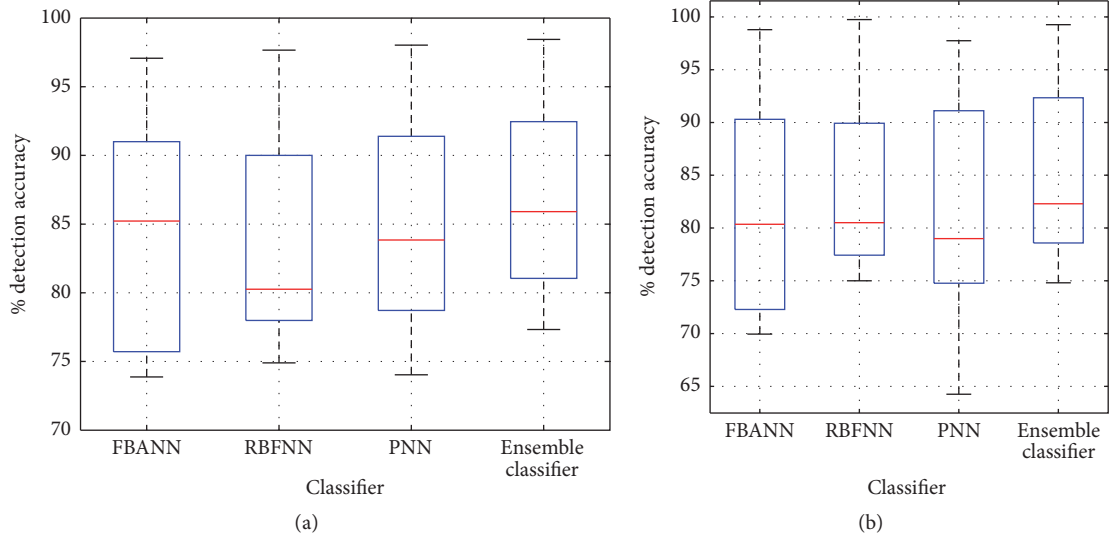 100
95
90
85
80
75
70
% detection accuracy
FBANN RBFNN PNN Ensemble
classifier
Classifier
(a)
100
95
90
85
80
75
70
65
% detection accuracy
FBANN RBFNN PNN Ensemble
classifier
Classifier
(b)